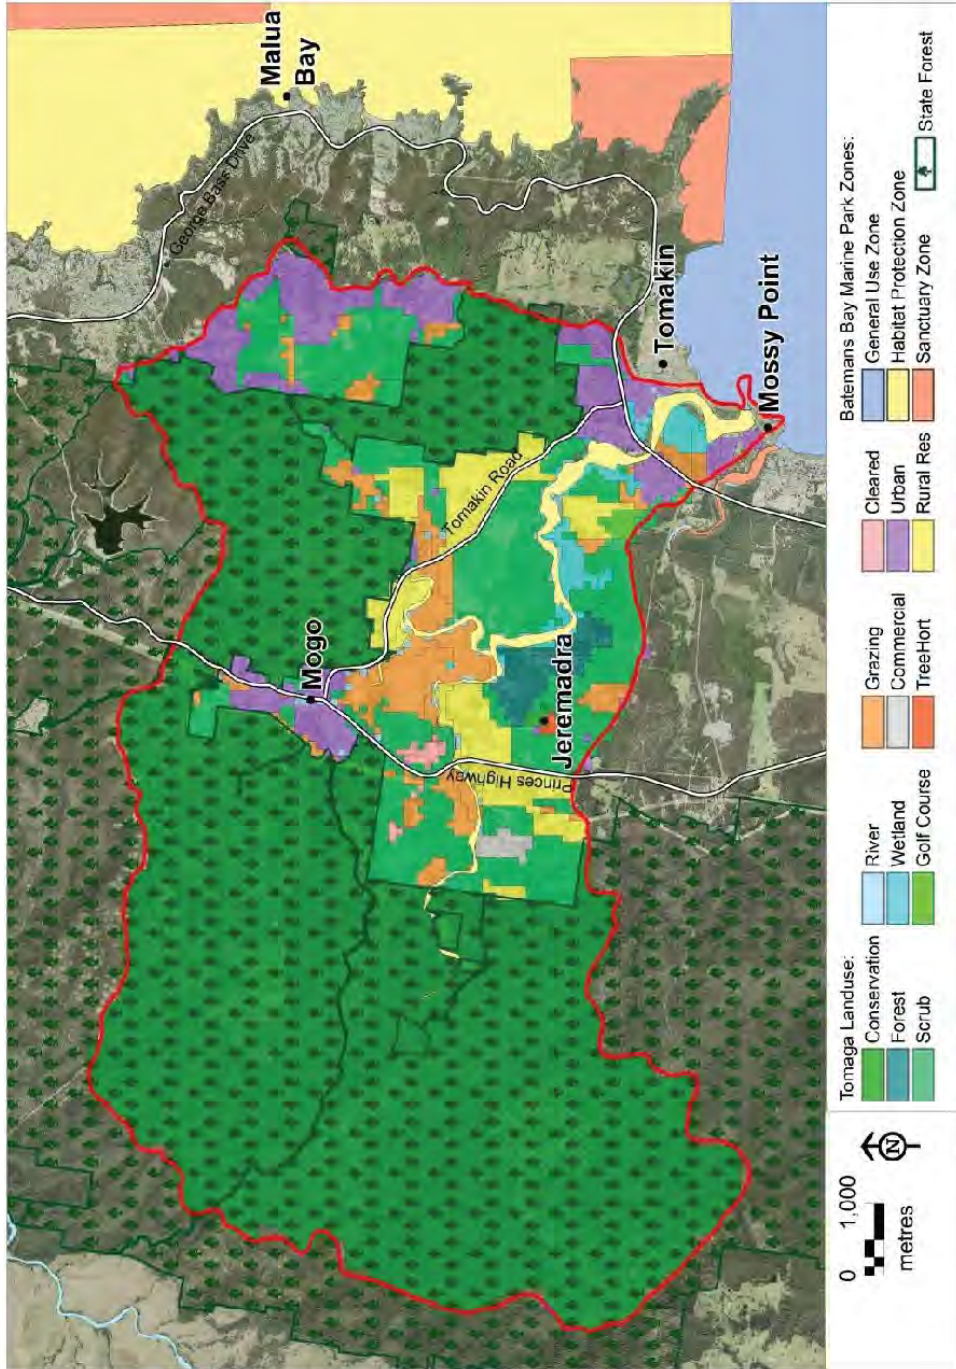 Malua
Bay
George Bass Drive
Mogo
Tomakin Road
Tomakin
Mossy Point
Jeremadra
Princes Highway
0 1,000
metres
N
Tomaga Landuse:
Conservation
Forest
Scrub
River
Wetland
Golf Course
Grazing
Commercial
TreeHort
Cleared
Urban
Rural Res
Batemans Bay Marine Park Zones:
General Use Zone
Habitat Protection Zone
Sanctuary Zone
State Forest